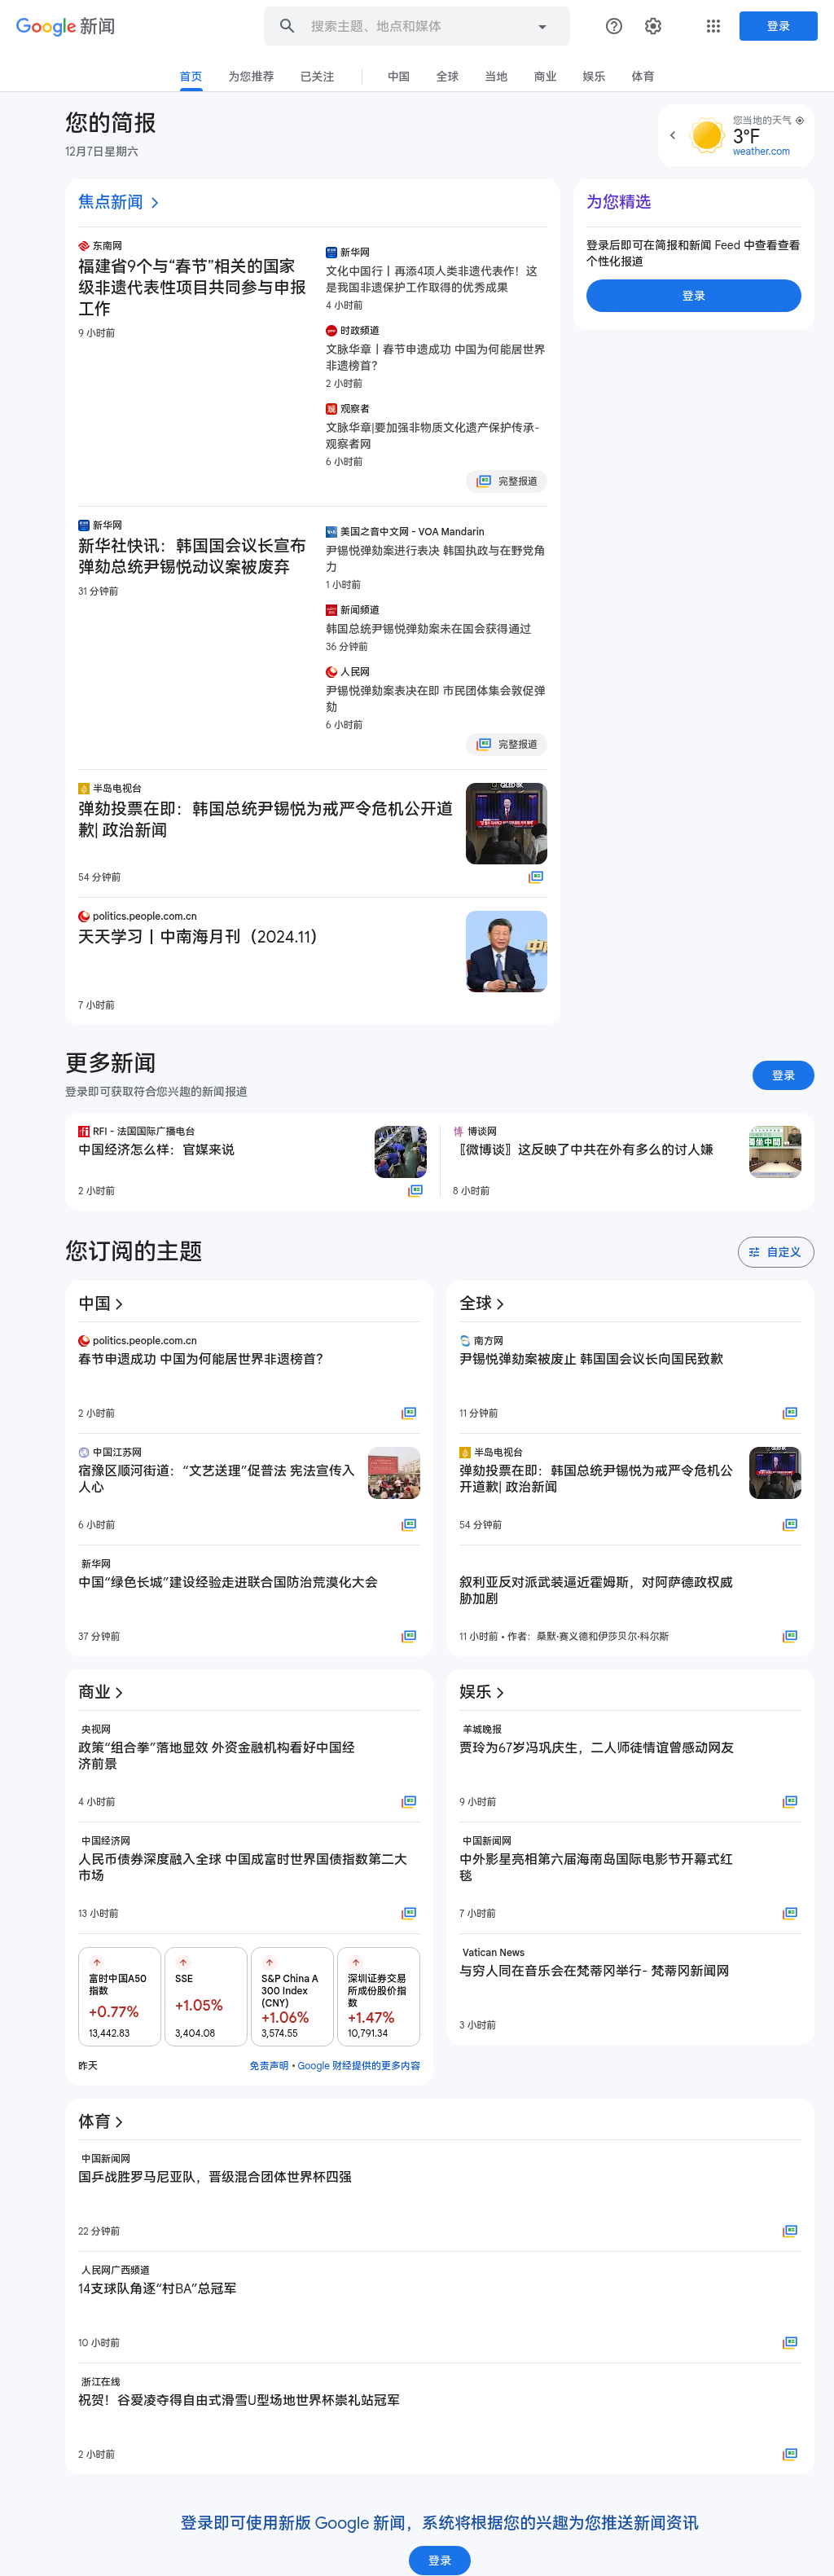 Google 新闻
搜索主题、地点和媒体
登录
首页
为您推荐
已关注
中国
全球
当地
商业
娱乐
体育
您的简报
12月7日星期六
您当地的天气
3°F
weather.com
焦点新闻
东南网
福建省9个与“春节”相关的国家
级非遗代表性项目共同参与申报
工作
9 小时前
新华网
文化中国行丨再添4项人类非遗代表作！这
是我国非遗保护工作取得的优秀成果
4 小时前
时政频道
文脉华章丨春节申遗成功 中国为何能居世界
非遗榜首？
2 小时前
观察者
文脉华章|要加强非物质文化遗产保护传承-
观察者网
6 小时前
完整报道
新华网
新华社快讯：韩国国会议长宣布
弹劾总统尹锡悦动议案被废弃
31 分钟前
美国之音中文网 - VOA Mandarin
尹锡悦弹劾案进行表决 韩国执政与在野党角
力
1 小时前
新闻频道
韩国总统尹锡悦弹劾案未在国会获得通过
36 分钟前
人民网
尹锡悦弹劾案表决在即 市民团体集会敦促弹
劾
6 小时前
完整报道
半岛电视台
弹劾投票在即：韩国总统尹锡悦为戒严令危机公开道
歉| 政治新闻
54 分钟前
politics.people.com.cn
天天学习丨中南海月刊（2024.11）
7 小时前
为您精选
登录后即可在简报和新闻 Feed 中查看查看
个性化报道
登录
更多新闻
登录即可获取符合您兴趣的新闻报道
登录
RFI - 法国国际广播电台
中国经济怎么样：官媒来说
2 小时前
博谈网
〖微博谈〗这反映了中共在外有多么的讨人嫌
8 小时前
您订阅的主题
自定义
中国
politics.people.com.cn
春节申遗成功 中国为何能居世界非遗榜首？
2 小时前
中国江苏网
宿豫区顺河街道：“文艺送理”促普法 宪法宣传入
人心
6 小时前
新华网
中国“绿色长城”建设经验走进联合国防治荒漠化大会
37 分钟前
全球
南方网
尹锡悦弹劾案被废止 韩国国会议长向国民致歉
11 分钟前
半岛电视台
弹劾投票在即：韩国总统尹锡悦为戒严令危机公
开道歉| 政治新闻
54 分钟前
叙利亚反对派武装逼近霍姆斯，对阿萨德政权威
胁加剧
11 小时前 • 作者：桑默·赛义德和伊莎贝尔·科尔斯
商业
央视网
政策“组合拳”落地显效 外资金融机构看好中国经
济前景
4 小时前
中国经济网
人民币债券深度融入全球 中国成富时世界国债指数第二大
市场
13 小时前
富时中国A50
指数
+0.77%
13,442.83
SSE
+1.05%
3,404.08
S&P China A
300 Index
(CNY)
+1.06%
3,574.55
深圳证券交易
所成份股价指
数
+1.47%
10,791.34
昨天
免责声明 • Google 财经提供的更多内容
娱乐
羊城晚报
贾玲为67岁冯巩庆生，二人师徒情谊曾感动网友
9 小时前
中国新闻网
中外影星亮相第六届海南岛国际电影节开幕式红
毯
7 小时前
Vatican News
与穷人同在音乐会在梵蒂冈举行- 梵蒂冈新闻网
3 小时前
体育
中国新闻网
国乒战胜罗马尼亚队，晋级混合团体世界杯四强
22 分钟前
人民网广西频道
14支球队角逐“村BA”总冠军
10 小时前
浙江在线
祝贺！谷爱凌夺得自由式滑雪U型场地世界杯崇礼站冠军
2 小时前
登录即可使用新版 Google 新闻，系统将根据您的兴趣为您推送新闻资讯
登录